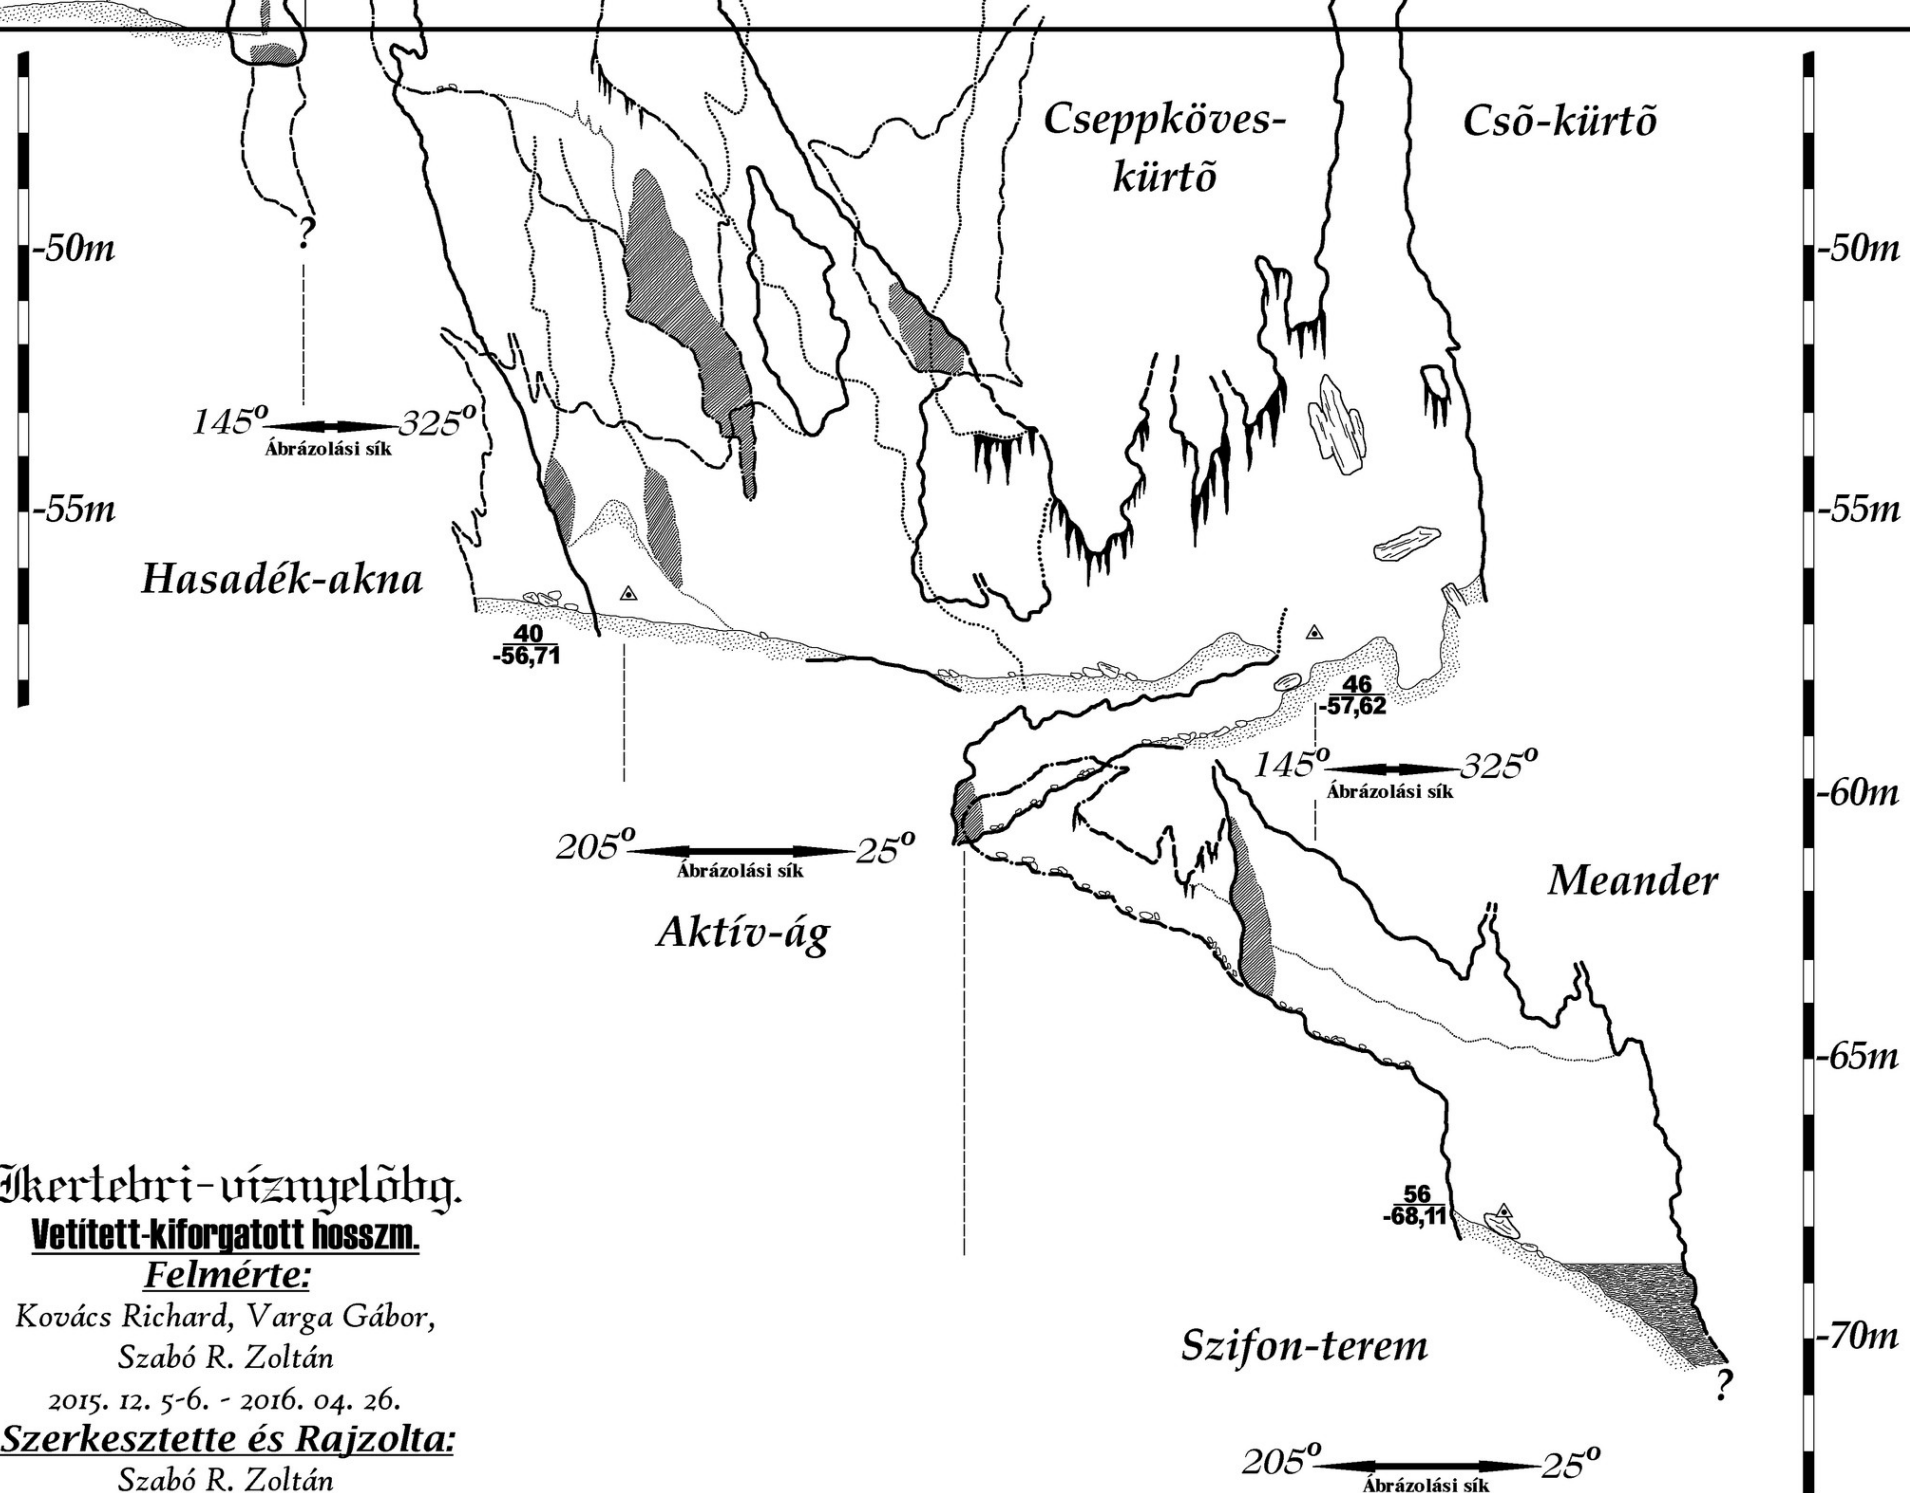 Cseppköves-
kürtõ
Csõ-kürtõ
?
-50m
-50m
145° 325°
Ábrázolási sík
-55m
-55m
Hasadék-akna
40
-56,71
46
-57,62
145° 325°
Ábrázolási sík
-60m
205° 25°
Ábrázolási sík
Meander
Aktív-ág
-65m
Ikertebri-víznyelõbg.
Vetített-kiforgatott hosszm.
Felmérte:
Kovács Richard, Varga Gábor,
Szabó R. Zoltán
2015. 12. 5-6. - 2016. 04. 26.
Szerkesztette és Rajzolta:
Szabó R. Zoltán
56
-68,11
Szifon-terem
-70m
?
205° 25°
Ábrázolási sík